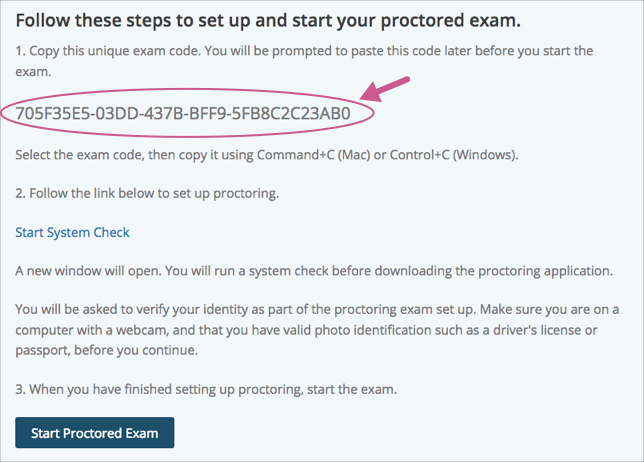 Follow these steps to set up and start your proctored exam.
1. Copy this unique exam code. You will be prompted to paste this code later before you start the
exam.
705F35E5-03DD-437B-BFF9-5FB8C2C23AB0
Select the exam code, then copy it using Command+C (Mac) or Control+C (Windows).
2. Follow the link below to set up proctoring.
Start System Check
A new window will open. You will run a system check before downloading the proctoring application.
You will be asked to verify your identity as part of the proctoring exam set up. Make sure you are on a
computer with a webcam, and that you have valid photo identification such as a driver's license or
passport, before you continue.
3. When you have finished setting up proctoring, start the exam.
Start Proctored Exam